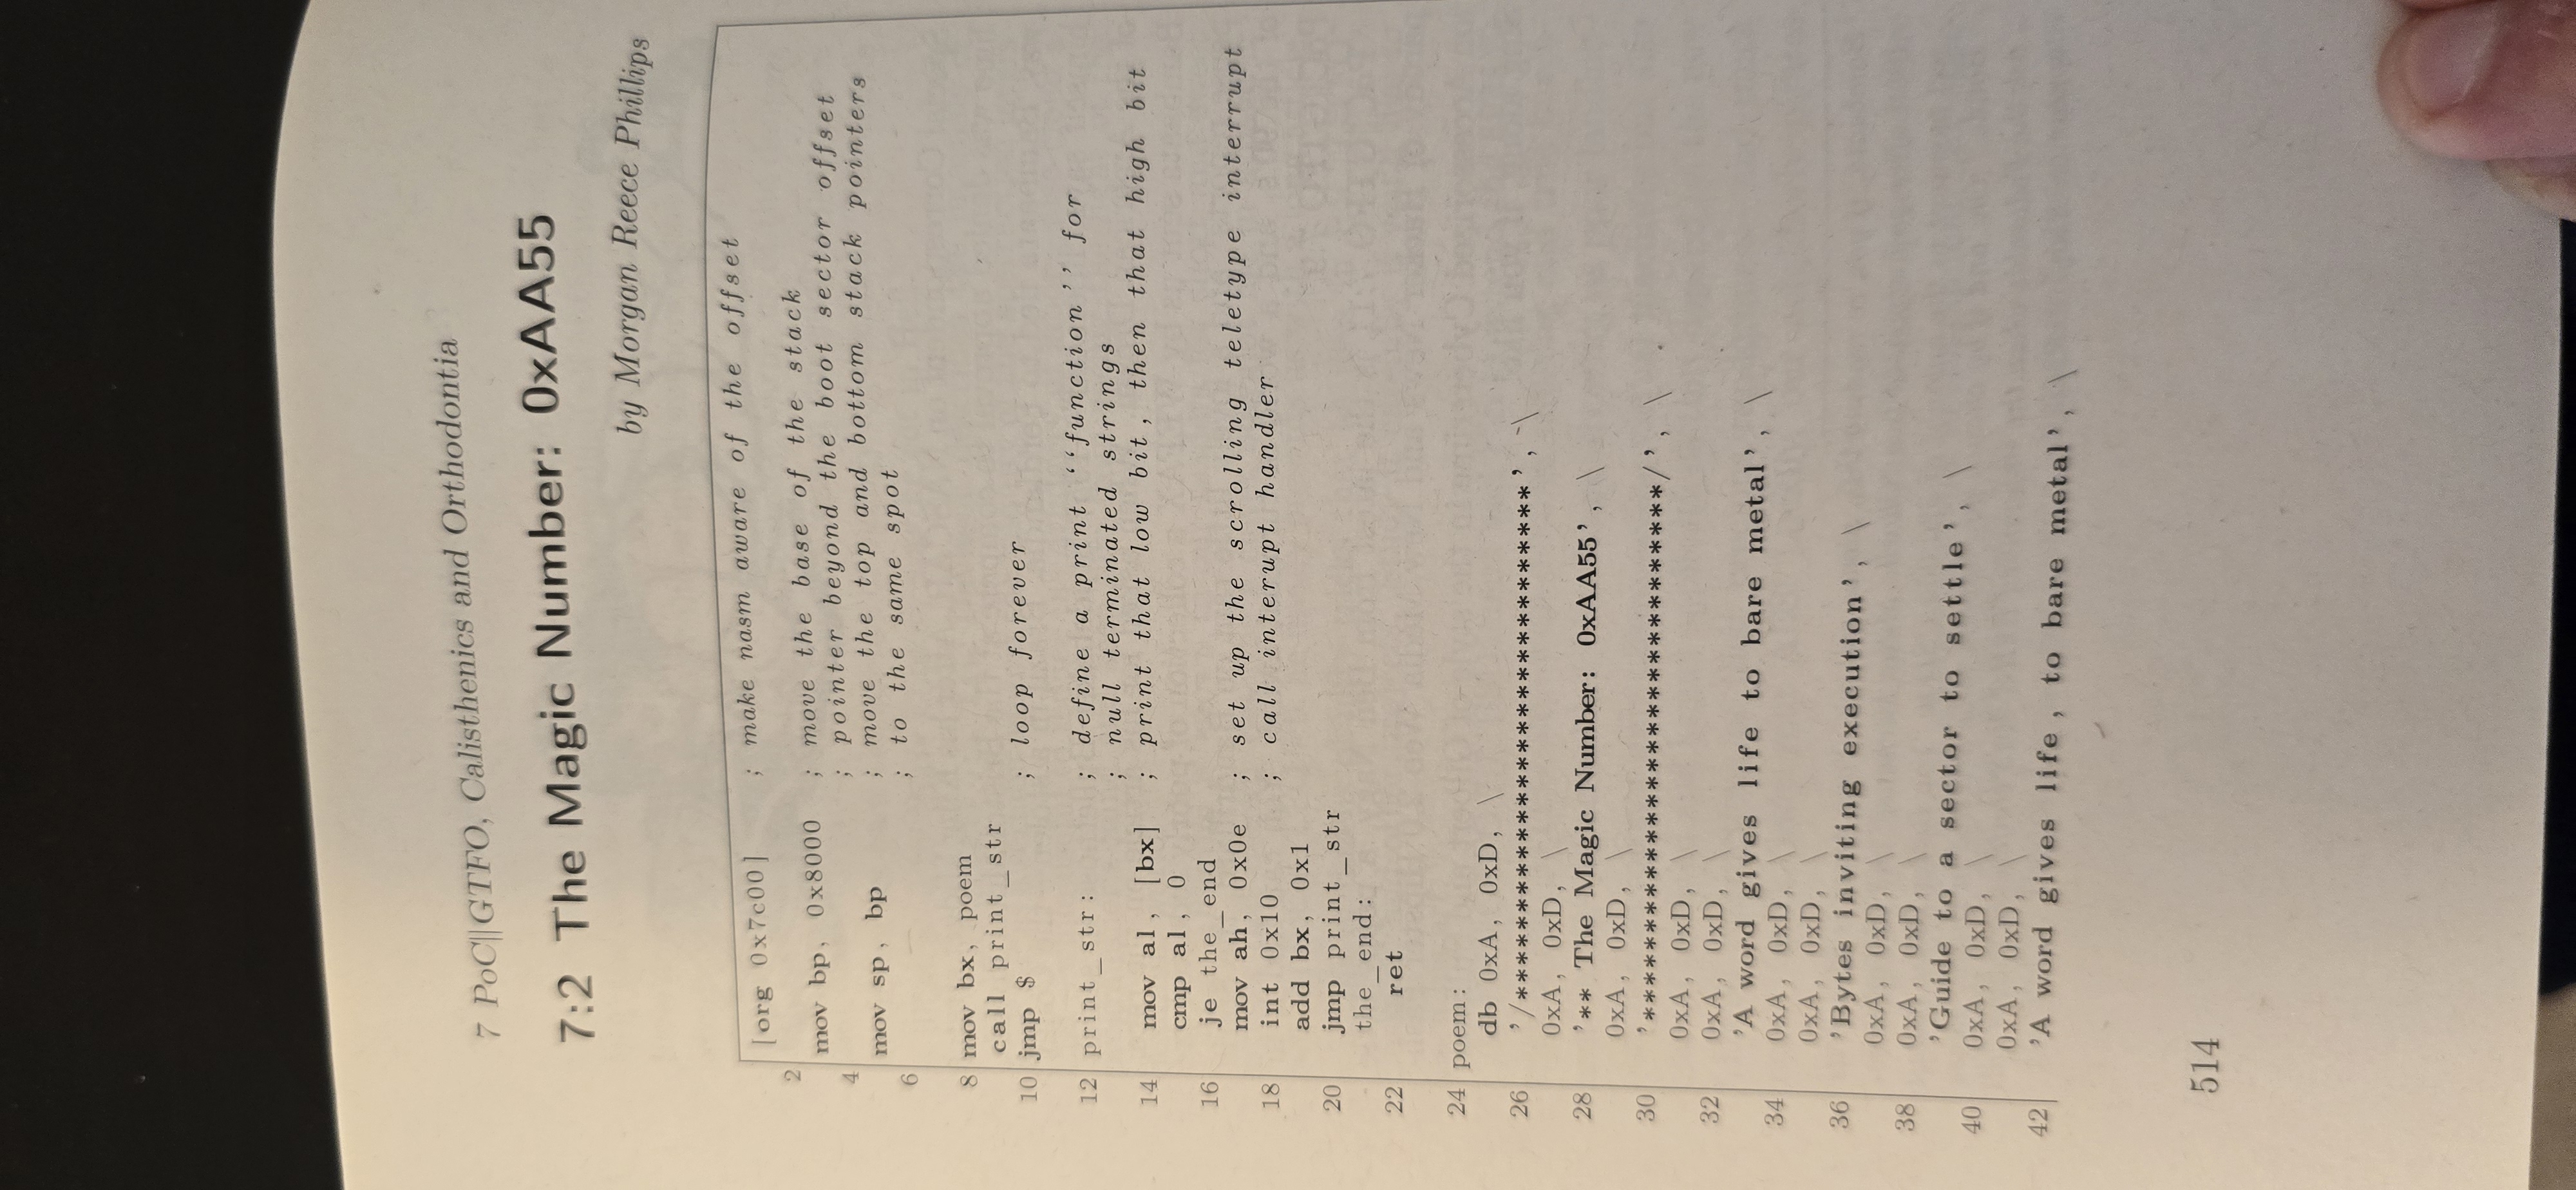 7 PoC||GTFO, Calisthenics and Orthodontia
7:2 The Magic Number: 0xAA55
by Morgan Reece Phillips
[org 0x7c00] ; make nasm aware of the offset
2
mov bp, 0x8000 ; move the base of the stack
4 ; pointer beyond the boot sector offset
mov sp, bp ; move the top and bottom stack pointers
6 ; to the same spot
8 mov bx, poem
call print_str
10 jmp $ ; loop forever
12 print_str: ; define a print ‘‘function’’ for
; null terminated strings
14 mov al, [bx] ; print that low bit, then that high bit
cmp al, 0
16 je the_end
mov ah, 0x0e ; set up the scrolling teletype interrupt
18 int 0x10 ; call interrupt handler
add bx, 0x1
20 jmp print_str
the_end:
22 ret
24 poem:
db 0xA, 0xD, \
26 '/*****************************', \
0xA, 0xD, \
28 '** The Magic Number: 0xAA55', \
0xA, 0xD, \
30 '*****************************/', \
0xA, 0xD, \
32 0xA, 0xD, \
'A word gives life to bare metal', \
34 0xA, 0xD, \
0xA, 0xD, \
36 'Bytes inviting execution', \
0xA, 0xD, \
38 0xA, 0xD, \
'Guide to a sector to settle', \
40 0xA, 0xD, \
0xA, 0xD, \
42 'A word gives life, to bare metal', \
514